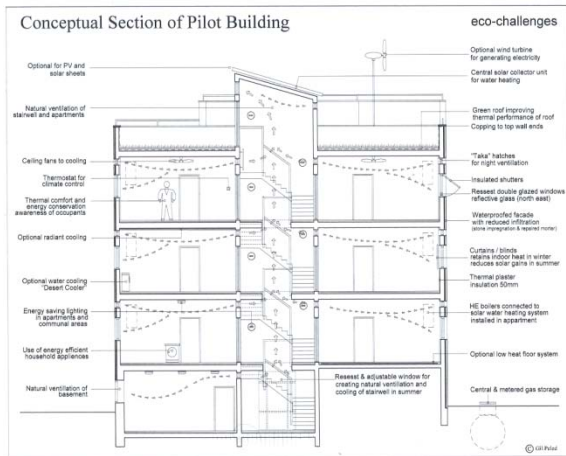 Conceptual Section of Pilot Building
eco-challenges
Optional for PV and
solar sheets
Natural ventilation of
stairwell and apartments
Ceiling fans to cooling
Thermostat for
climate control
Thermal comfort and
energy conservation
awareness of occupants
Optional radiant cooling
Optional water cooling
"Desert Cooler"
Energy saving lighting
in apartments and
communal areas
Use of energy efficient
household appliences
Natural ventilation of
basement
Optional wind turbine
for generating electricity
Central solar collector unit
for water heating
Green roof improving
thermal performance of roof
Copping to top wall ends
"Taka" hatches
for night ventilation
Insulated shutters
Ressest double glazed windows
reflective glass (north east)
Waterproofed facade
with reduced infiltration
(stone impregnation & repaired morter)
Curtains / blinds
retains indoor heat in winter
reduces solar gains in summer
Thermal plaster
insulation 50mm
HE boilers connected to
solar water heating system
installed in appartment
Optional low heat floor system
Resesst & adjustable window for
creating natural ventilation and
cooling of stairwell in summer
Central & metered gas storage
© Gil Peled